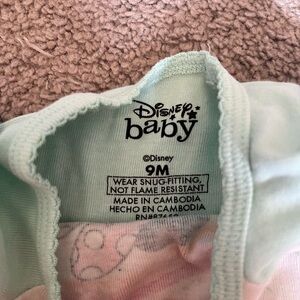 Disney
baby
©Disney
9M
WEAR SNUG-FITTING,
NOT FLAME RESISTANT
MADE IN CAMBODIA
HECHO EN CAMBODIA